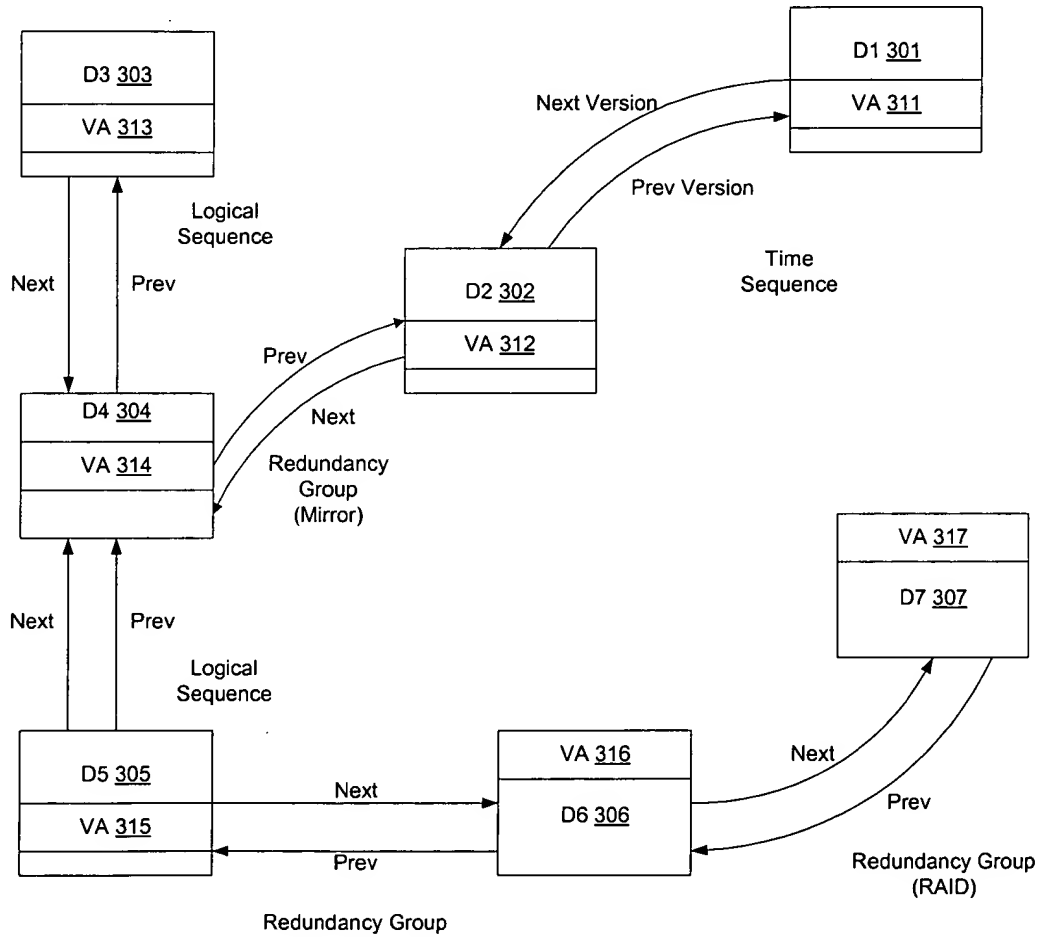 D3 303
VA 313
D1 301
VA 311
Next Version
Prev Version
Logical
Sequence
Time
Sequence
Next
Prev
D2 302
VA 312
Prev
Next
D4 304
VA 314
Redundancy
Group
(Mirror)
VA 317
D7 307
Next
Prev
Logical
Sequence
D5 305
VA 315
Next
Prev
VA 316
D6 306
Next
Prev
Redundancy Group
(RAID)
Redundancy Group